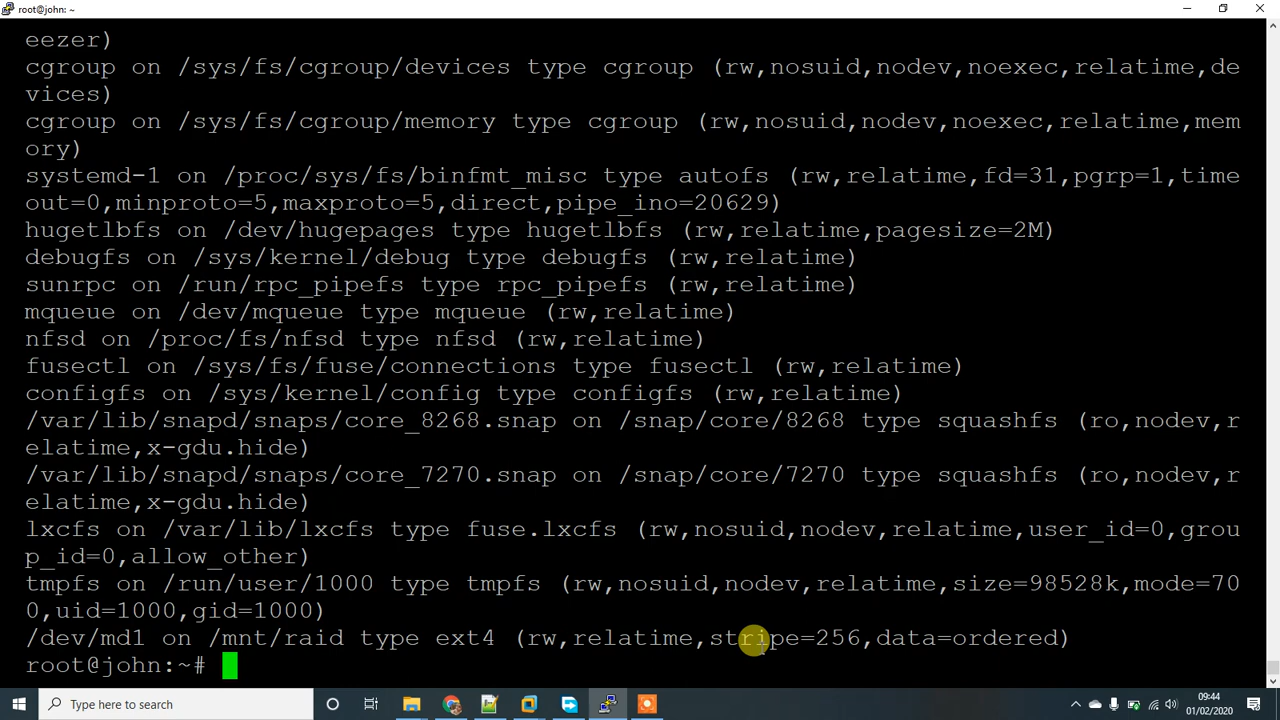 root@john: ~
eezer)
cgroup on /sys/fs/cgroup/devices type cgroup (rw,nosuid,nodev,noexec,relatime,de
vices)
cgroup on /sys/fs/cgroup/memory type cgroup (rw,nosuid,nodev,noexec,relatime,mem
ory)
systemd-1 on /proc/sys/fs/binfmt_misc type autofs (rw,relatime,fd=31,pgrp=1,time
out=0,minproto=5,maxproto=5,direct,pipe_ino=20629)
hugetlbfs on /dev/hugepages type hugetlbfs (rw,relatime,pagesize=2M)
debugfs on /sys/kernel/debug type debugfs (rw,relatime)
sunrpc on /run/rpc_pipefs type rpc_pipefs (rw,relatime)
mqueue on /dev/mqueue type mqueue (rw,relatime)
nfsd on /proc/fs/nfsd type nfsd (rw,relatime)
fusectl on /sys/fs/fuse/connections type fusectl (rw,relatime)
configfs on /sys/kernel/config type configfs (rw,relatime)
/var/lib/snapd/snaps/core_8268.snap on /snap/core/8268 type squashfs (ro,nodev,r
elatime,x-gdu.hide)
/var/lib/snapd/snaps/core_7270.snap on /snap/core/7270 type squashfs (ro,nodev,r
elatime,x-gdu.hide)
lxcfs on /var/lib/lxcfs type fuse.lxcfs (rw,nosuid,nodev,relatime,user_id=0,grou
p_id=0,allow_other)
tmpfs on /run/user/1000 type tmpfs (rw,nosuid,nodev,relatime,size=98528k,mode=70
0,uid=1000,gid=1000)
/dev/md1 on /mnt/raid type ext4 (rw,relatime,stripe=256,data=ordered)
root@john:~#
Type here to search
09:44
01/02/2020